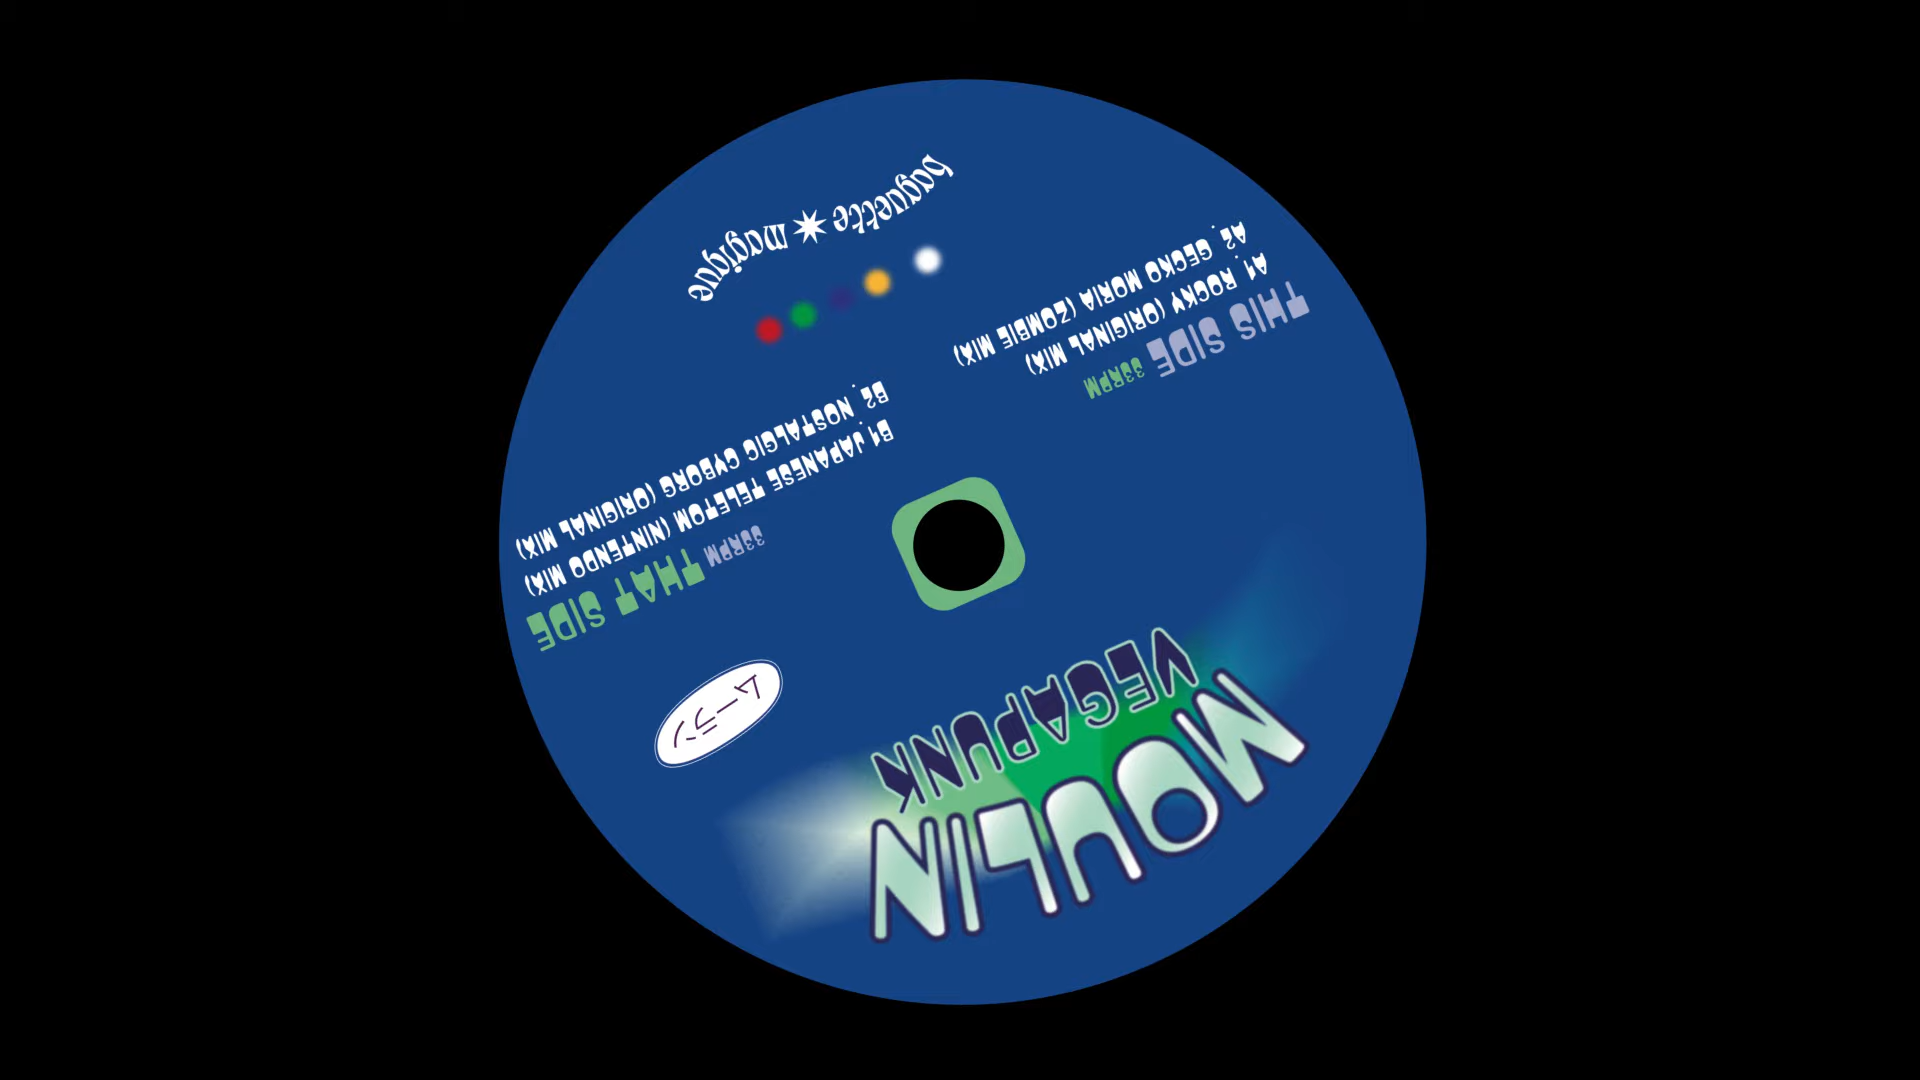 MOULIN
VEGAPUNK
ムーラン
THIS SIDE 33RPM
A1. ROCKY (ORIGINAL MIX)
A2. GECKO MORIA (ZOMBIE MIX)
THAT SIDE 33RPM
B1. JAPANESE TELETOM (NINTENDO MIX)
B2. NOSTALGIC CYBORG (ORIGINAL MIX)
baguette magique